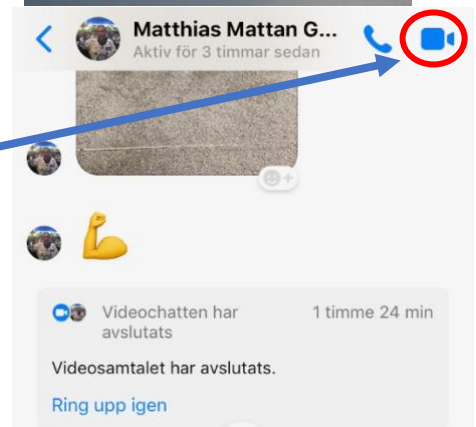 Matthias Mattan G...
Aktiv för 3 timmar sedan
Videochatten har 1 timme 24 min
avslutats
Videosamtalet har avslutats.
Ring upp igen